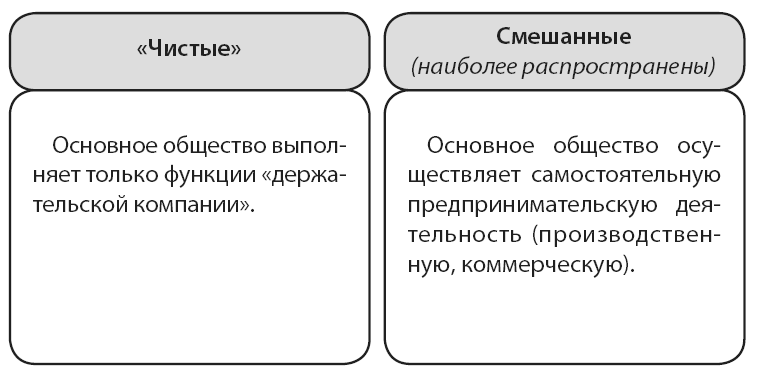 «Чистые»
Основное общество выпол-
няет только функции «держа-
тельской компании».
Смешанные
(наиболее распространены)
Основное общество осу-
ществляет самостоятельную
предпринимательскую дея-
тельность (производствен-
ную, коммерческую).